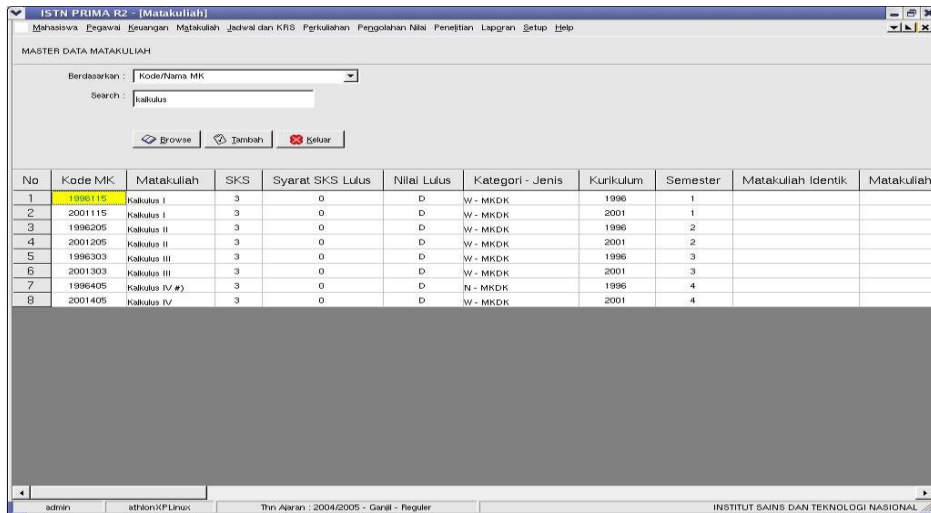 ISTN PRIMA R2 - [Matakuliah]
Mahasiswa Pegawai Keuangan Matakuliah Jadwal dan KRS Perkuliahan Pengolahan Nilai Penelitian Laporan Setup Help
MASTER DATA MATAKULIAH
Berdasarkan : Kode/Nama MK
Search : kalkulus
Browse Tambah Keluar
No Kode MK Matakuliah SKS Syarat SKS Lulus Nilai Lulus Kategori - Jenis Kurikulum Semester Matakuliah Identik Matakuliah
1 1996115 Kalkulus I 3 0 D W - MKDK 1996 1
2 2001115 Kalkulus I 3 0 D W - MKDK 2001 1
3 1996205 Kalkulus II 3 0 D W - MKDK 1996 2
4 2001205 Kalkulus II 3 0 D W - MKDK 2001 2
5 1996303 Kalkulus III 3 0 D W - MKDK 1996 3
6 2001303 Kalkulus III 3 0 D W - MKDK 2001 3
7 1996405 Kalkulus IV #) 3 0 D N - MKDK 1996 4
8 2001405 Kalkulus IV 3 0 D W - MKDK 2001 4
admin athlonXPLinux Thn Ajaran : 2004/2005 - Ganjil - Reguler INSTITUT SAINS DAN TEKNOLOGI NASIONAL